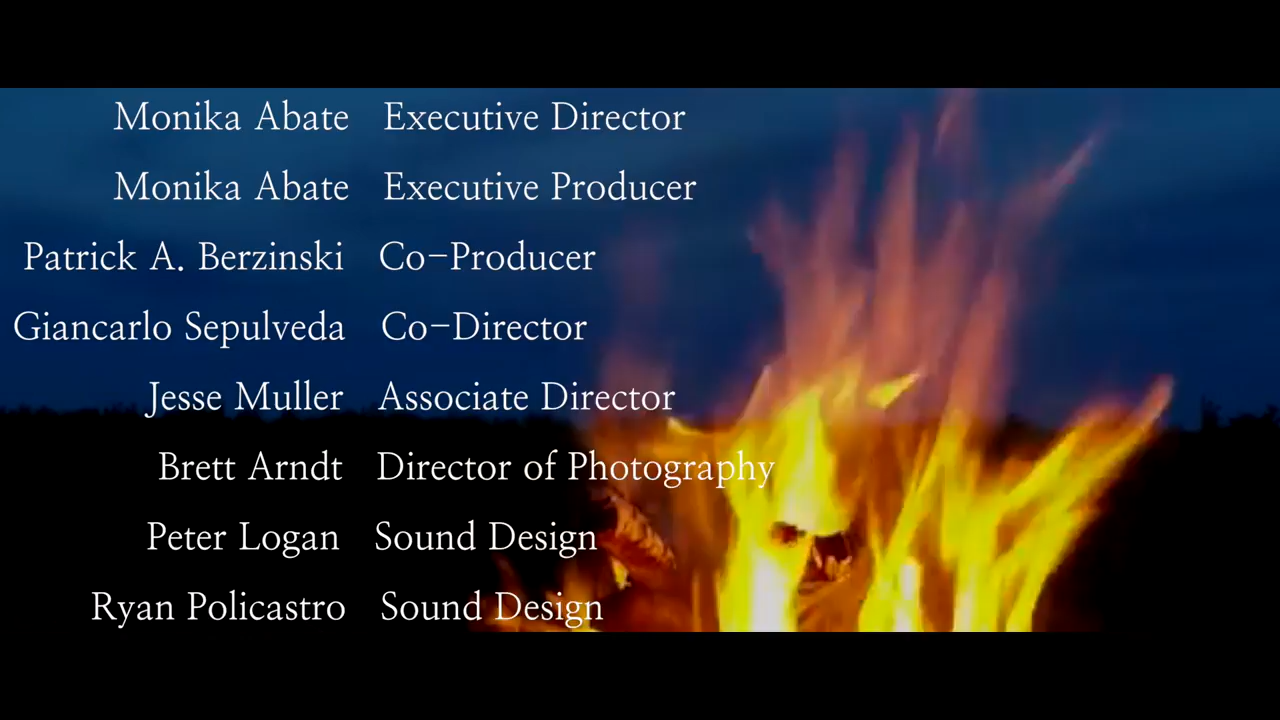 Monika Abate Executive Director
Monika Abate Executive Producer
Patrick A. Berzinski Co-Producer
Giancarlo Sepulveda Co-Director
Jesse Muller Associate Director
Brett Arndt Director of Photography
Peter Logan Sound Design
Ryan Policastro Sound Design